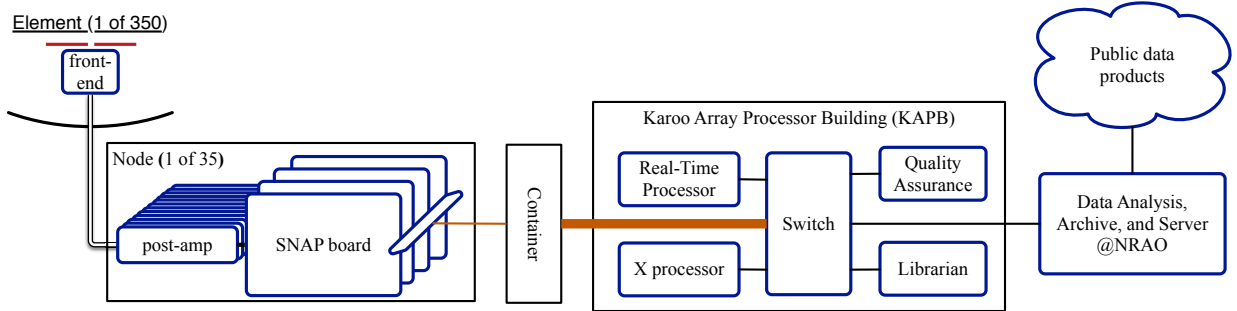 Element (1 of 350)
front-
end
Node (1 of 35)
post-amp
SNAP board
Container
Karoo Array Processor Building (KAPB)
Real-Time
Processor
X processor
Switch
Quality
Assurance
Librarian
Public data
products
Data Analysis,
Archive, and Server
@NRAO